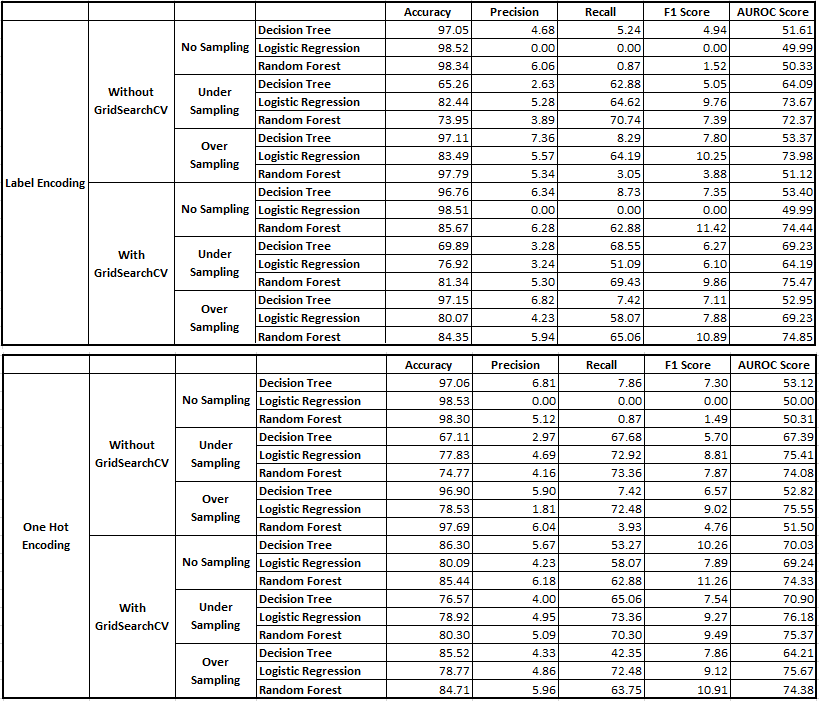 Accuracy Precision Recall F1 Score AUROC Score
Label Encoding
Without
GridSearchCV
No Sampling
Decision Tree 97.05 4.68 5.24 4.94 51.61
Logistic Regression 98.52 0.00 0.00 0.00 49.99
Random Forest 98.34 6.06 0.87 1.52 50.33
Under
Sampling
Decision Tree 65.26 2.63 62.88 5.05 64.09
Logistic Regression 82.44 5.28 64.62 9.76 73.67
Random Forest 73.95 3.89 70.74 7.39 72.37
Over
Sampling
Decision Tree 97.11 7.36 8.29 7.80 53.37
Logistic Regression 83.49 5.57 64.19 10.25 73.98
Random Forest 97.79 5.34 3.05 3.88 51.12
With
GridSearchCV
No Sampling
Decision Tree 96.76 6.34 8.73 7.35 53.40
Logistic Regression 98.51 0.00 0.00 0.00 49.99
Random Forest 85.67 6.28 62.88 11.42 74.44
Under
Sampling
Decision Tree 69.89 3.28 68.55 6.27 69.23
Logistic Regression 76.92 3.24 51.09 6.10 64.19
Random Forest 81.34 5.30 69.43 9.86 75.47
Over
Sampling
Decision Tree 97.15 6.82 7.42 7.11 52.95
Logistic Regression 80.07 4.23 58.07 7.88 69.23
Random Forest 84.35 5.94 65.06 10.89 74.85
Accuracy Precision Recall F1 Score AUROC Score
One Hot
Encoding
Without
GridSearchCV
No Sampling
Decision Tree 97.06 6.81 7.86 7.30 53.12
Logistic Regression 98.53 0.00 0.00 0.00 50.00
Random Forest 98.30 5.12 0.87 1.49 50.31
Under
Sampling
Decision Tree 67.11 2.97 67.68 5.70 67.39
Logistic Regression 77.83 4.69 72.92 8.81 75.41
Random Forest 74.77 4.16 73.36 7.87 74.08
Over
Sampling
Decision Tree 96.90 5.90 7.42 6.57 52.82
Logistic Regression 78.53 1.81 72.48 9.02 75.55
Random Forest 97.69 6.04 3.93 4.76 51.50
With
GridSearchCV
No Sampling
Decision Tree 86.30 5.67 53.27 10.26 70.03
Logistic Regression 80.09 4.23 58.07 7.89 69.24
Random Forest 85.44 6.18 62.88 11.26 74.33
Under
Sampling
Decision Tree 76.57 4.00 65.06 7.54 70.90
Logistic Regression 78.92 4.95 73.36 9.27 76.18
Random Forest 80.30 5.09 70.30 9.49 75.37
Over
Sampling
Decision Tree 85.52 4.33 42.35 7.86 64.21
Logistic Regression 78.77 4.86 72.48 9.12 75.67
Random Forest 84.71 5.96 63.75 10.91 74.38